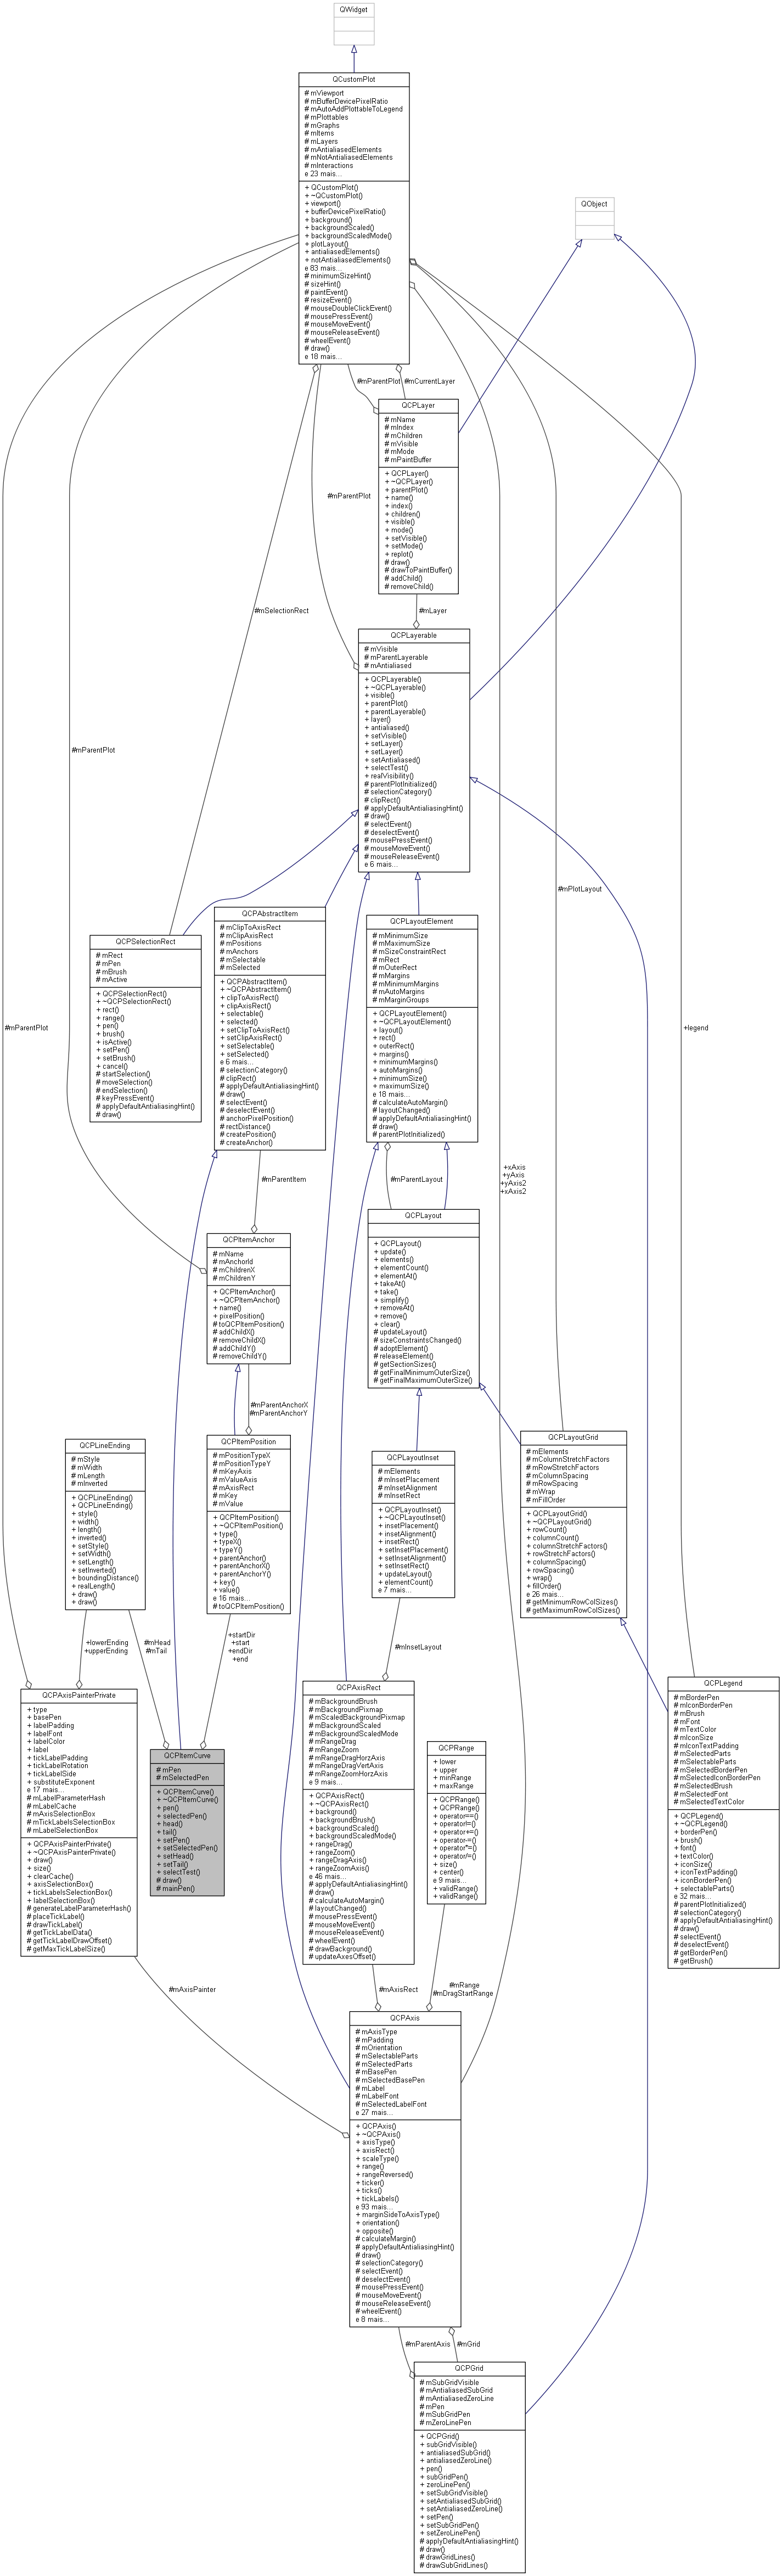 QWidget
QCustomPlot
# mViewport
# mBufferDevicePixelRatio
# mAutoAddPlottableToLegend
# mPlottables
# mGraphs
# mItems
# mLayers
# mAntialiasedElements
# mNotAntialiasedElements
# mInteractions
e 23 mais...
+ QCustomPlot()
+ ~QCustomPlot()
+ viewport()
+ bufferDevicePixelRatio()
+ background()
+ backgroundScaled()
+ backgroundScaledMode()
+ plotLayout()
+ antialiasedElements()
+ notAntialiasedElements()
e 83 mais...
# minimumSizeHint()
# sizeHint()
# paintEvent()
# resizeEvent()
# mouseDoubleClickEvent()
# mousePressEvent()
# mouseMoveEvent()
# mouseReleaseEvent()
# wheelEvent()
# draw()
e 18 mais...
QObject
#mParentPlot
#mCurrentLayer
QCPLayer
# mName
# mIndex
# mChildren
# mVisible
# mMode
# mPaintBuffer
+ QCPLayer()
+ ~QCPLayer()
+ parentPlot()
+ name()
+ index()
+ children()
+ visible()
+ mode()
+ setVisible()
+ setMode()
+ replot()
# draw()
# drawToPaintBuffer()
# addChild()
# removeChild()
#mParentPlot
#mSelectionRect
#mLayer
QCPLayerable
# mVisible
# mParentLayerable
# mAntialiased
+ QCPLayerable()
+ ~QCPLayerable()
+ visible()
+ parentPlot()
+ parentLayerable()
+ layer()
+ antialiased()
+ setVisible()
+ setLayer()
+ setLayer()
+ setAntialiased()
+ selectTest()
+ realVisibility()
# parentPlotInitialized()
# selectionCategory()
# clipRect()
# applyDefaultAntialiasingHint()
# draw()
# selectEvent()
# deselectEvent()
# mousePressEvent()
# mouseMoveEvent()
# mouseReleaseEvent()
e 6 mais...
#mParentPlot
#mPlotLayout
QCPSelectionRect
# mRect
# mPen
# mBrush
# mActive
+ QCPSelectionRect()
+ ~QCPSelectionRect()
+ rect()
+ range()
+ pen()
+ brush()
+ isActive()
+ setPen()
+ setBrush()
+ cancel()
# startSelection()
# moveSelection()
# endSelection()
# keyPressEvent()
# applyDefaultAntialiasingHint()
# draw()
QCPAbstractItem
# mClipToAxisRect
# mClipAxisRect
# mPositions
# mAnchors
# mSelectable
# mSelected
+ QCPAbstractItem()
+ ~QCPAbstractItem()
+ clipToAxisRect()
+ clipAxisRect()
+ selectable()
+ selected()
+ setClipToAxisRect()
+ setClipAxisRect()
+ setSelectable()
+ setSelected()
e 6 mais...
# selectionCategory()
# clipRect()
# applyDefaultAntialiasingHint()
# draw()
# selectEvent()
# deselectEvent()
# anchorPixelPosition()
# rectDistance()
# createPosition()
# createAnchor()
QCPLayoutElement
# mMinimumSize
# mMaximumSize
# mSizeConstraintRect
# mRect
# mOuterRect
# mMargins
# mMinimumMargins
# mAutoMargins
# mMarginGroups
+ QCPLayoutElement()
+ ~QCPLayoutElement()
+ layout()
+ rect()
+ outerRect()
+ margins()
+ minimumMargins()
+ autoMargins()
+ minimumSize()
+ maximumSize()
e 18 mais...
# calculateAutoMargin()
# layoutChanged()
# applyDefaultAntialiasingHint()
# draw()
# parentPlotInitialized()
#mParentPlot
+legend
#mParentItem
#mParentLayout
+xAxis
+yAxis
+yAxis2
+xAxis2
QCPItemAnchor
# mName
# mAnchorId
# mChildrenX
# mChildrenY
+ QCPItemAnchor()
+ ~QCPItemAnchor()
+ name()
+ pixelPosition()
# toQCPItemPosition()
# addChildX()
# removeChildX()
# addChildY()
# removeChildY()
QCPLayout
+ QCPLayout()
+ update()
+ elements()
+ elementCount()
+ elementAt()
+ takeAt()
+ take()
+ simplify()
+ removeAt()
+ remove()
+ clear()
# updateLayout()
# sizeConstraintsChanged()
# adoptElement()
# releaseElement()
# getSectionSizes()
# getFinalMinimumOuterSize()
# getFinalMaximumOuterSize()
#mParentAnchorX
#mParentAnchorY
QCPLineEnding
# mStyle
# mWidth
# mLength
# mInverted
+ QCPLineEnding()
+ QCPLineEnding()
+ style()
+ width()
+ length()
+ inverted()
+ setStyle()
+ setWidth()
+ setLength()
+ setInverted()
+ boundingDistance()
+ realLength()
+ draw()
+ draw()
QCPItemPosition
# mPositionTypeX
# mPositionTypeY
# mKeyAxis
# mValueAxis
# mAxisRect
# mKey
# mValue
+ QCPItemPosition()
+ ~QCPItemPosition()
+ type()
+ typeX()
+ typeY()
+ parentAnchor()
+ parentAnchorX()
+ parentAnchorY()
+ key()
+ value()
e 16 mais...
# toQCPItemPosition()
QCPLayoutInset
# mElements
# mInsetPlacement
# mInsetAlignment
# mInsetRect
+ QCPLayoutInset()
+ ~QCPLayoutInset()
+ insetPlacement()
+ insetAlignment()
+ insetRect()
+ setInsetPlacement()
+ setInsetAlignment()
+ setInsetRect()
+ updateLayout()
+ elementCount()
e 7 mais...
QCPLayoutGrid
# mElements
# mColumnStretchFactors
# mRowStretchFactors
# mColumnSpacing
# mRowSpacing
# mWrap
# mFillOrder
+ QCPLayoutGrid()
+ ~QCPLayoutGrid()
+ rowCount()
+ columnCount()
+ columnStretchFactors()
+ rowStretchFactors()
+ columnSpacing()
+ rowSpacing()
+ wrap()
+ fillOrder()
e 26 mais...
# getMinimumRowColSizes()
# getMaximumRowColSizes()
+lowerEnding
+upperEnding
#mHead
#mTail
+startDir
+start
+endDir
+end
#mInsetLayout
QCPAxisPainterPrivate
+ type
+ basePen
+ labelPadding
+ labelFont
+ labelColor
+ label
+ tickLabelPadding
+ tickLabelRotation
+ tickLabelSide
+ substituteExponent
e 17 mais...
# mLabelParameterHash
# mLabelCache
# mAxisSelectionBox
# mTickLabelsSelectionBox
# mLabelSelectionBox
+ QCPAxisPainterPrivate()
+ ~QCPAxisPainterPrivate()
+ draw()
+ size()
+ clearCache()
+ axisSelectionBox()
+ tickLabelsSelectionBox()
+ labelSelectionBox()
# generateLabelParameterHash()
# placeTickLabel()
# drawTickLabel()
# getTickLabelData()
# getTickLabelDrawOffset()
# getMaxTickLabelSize()
QCPItemCurve
# mPen
# mSelectedPen
+ QCPItemCurve()
+ ~QCPItemCurve()
+ pen()
+ selectedPen()
+ head()
+ tail()
+ setPen()
+ setSelectedPen()
+ setHead()
+ setTail()
+ selectTest()
# draw()
# mainPen()
QCPAxisRect
# mBackgroundBrush
# mBackgroundPixmap
# mScaledBackgroundPixmap
# mBackgroundScaled
# mBackgroundScaledMode
# mRangeDrag
# mRangeZoom
# mRangeDragHorzAxis
# mRangeDragVertAxis
# mRangeZoomHorzAxis
e 9 mais...
+ QCPAxisRect()
+ ~QCPAxisRect()
+ background()
+ backgroundBrush()
+ backgroundScaled()
+ backgroundScaledMode()
+ rangeDrag()
+ rangeZoom()
+ rangeDragAxis()
+ rangeZoomAxis()
e 46 mais...
# applyDefaultAntialiasingHint()
# draw()
# calculateAutoMargin()
# layoutChanged()
# mousePressEvent()
# mouseMoveEvent()
# mouseReleaseEvent()
# wheelEvent()
# drawBackground()
# updateAxesOffset()
QCPRange
+ lower
+ upper
+ minRange
+ maxRange
+ QCPRange()
+ QCPRange()
+ operator==()
+ operator!=()
+ operator+=()
+ operator-=()
+ operator*=()
+ operator/=()
+ size()
+ center()
e 9 mais...
+ validRange()
+ validRange()
QCPLegend
# mBorderPen
# mIconBorderPen
# mBrush
# mFont
# mTextColor
# mIconSize
# mIconTextPadding
# mSelectedParts
# mSelectableParts
# mSelectedBorderPen
# mSelectedIconBorderPen
# mSelectedBrush
# mSelectedFont
# mSelectedTextColor
+ QCPLegend()
+ ~QCPLegend()
+ borderPen()
+ brush()
+ font()
+ textColor()
+ iconSize()
+ iconTextPadding()
+ iconBorderPen()
+ selectableParts()
e 32 mais...
# parentPlotInitialized()
# selectionCategory()
# applyDefaultAntialiasingHint()
# draw()
# selectEvent()
# deselectEvent()
# getBorderPen()
# getBrush()
#mAxisPainter
#mAxisRect
#mRange
#mDragStartRange
QCPAxis
# mAxisType
# mPadding
# mOrientation
# mSelectableParts
# mSelectedParts
# mBasePen
# mSelectedBasePen
# mLabel
# mLabelFont
# mSelectedLabelFont
e 27 mais...
+ QCPAxis()
+ ~QCPAxis()
+ axisType()
+ axisRect()
+ scaleType()
+ range()
+ rangeReversed()
+ ticker()
+ ticks()
+ tickLabels()
e 93 mais...
+ marginSideToAxisType()
+ orientation()
+ opposite()
# calculateMargin()
# applyDefaultAntialiasingHint()
# draw()
# selectionCategory()
# selectEvent()
# deselectEvent()
# mousePressEvent()
# mouseMoveEvent()
# mouseReleaseEvent()
# wheelEvent()
e 8 mais...
#mParentAxis
#mGrid
QCPGrid
# mSubGridVisible
# mAntialiasedSubGrid
# mAntialiasedZeroLine
# mPen
# mSubGridPen
# mZeroLinePen
+ QCPGrid()
+ subGridVisible()
+ antialiasedSubGrid()
+ antialiasedZeroLine()
+ pen()
+ subGridPen()
+ zeroLinePen()
+ setSubGridVisible()
+ setAntialiasedSubGrid()
+ setAntialiasedZeroLine()
+ setPen()
+ setSubGridPen()
+ setZeroLinePen()
# applyDefaultAntialiasingHint()
# draw()
# drawGridLines()
# drawSubGridLines()